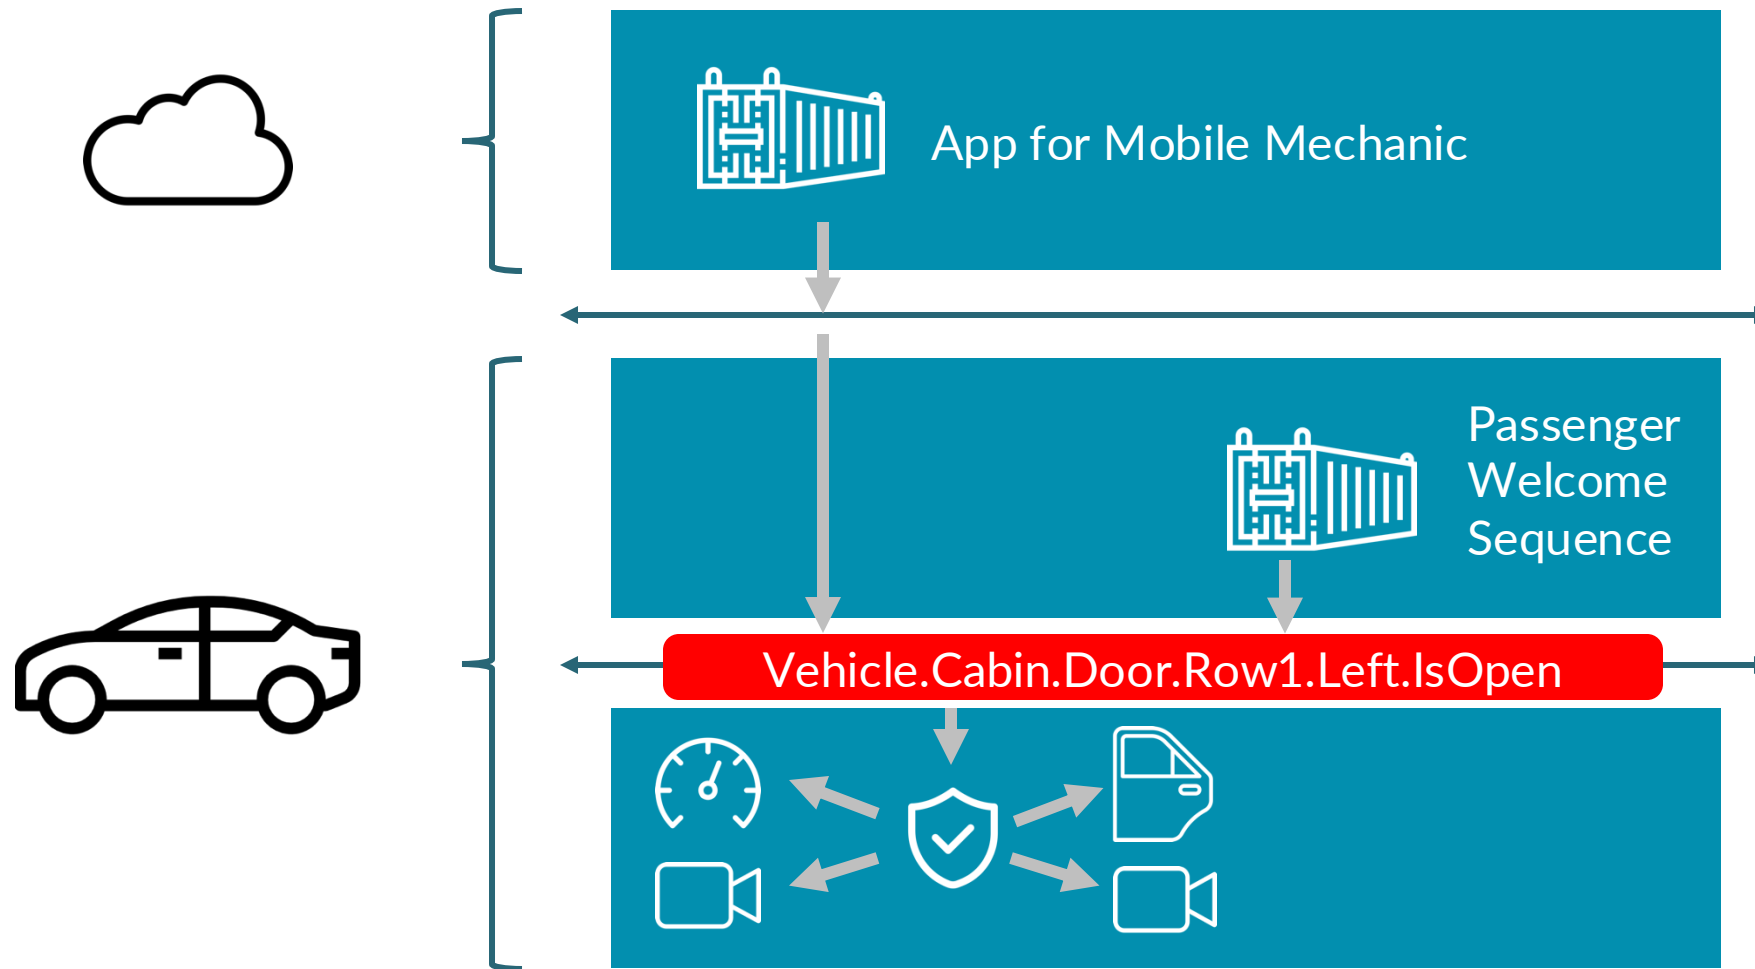 App for Mobile Mechanic
Passenger
Welcome
Sequence
Vehicle.Cabin.Door.Row1.Left.IsOpen